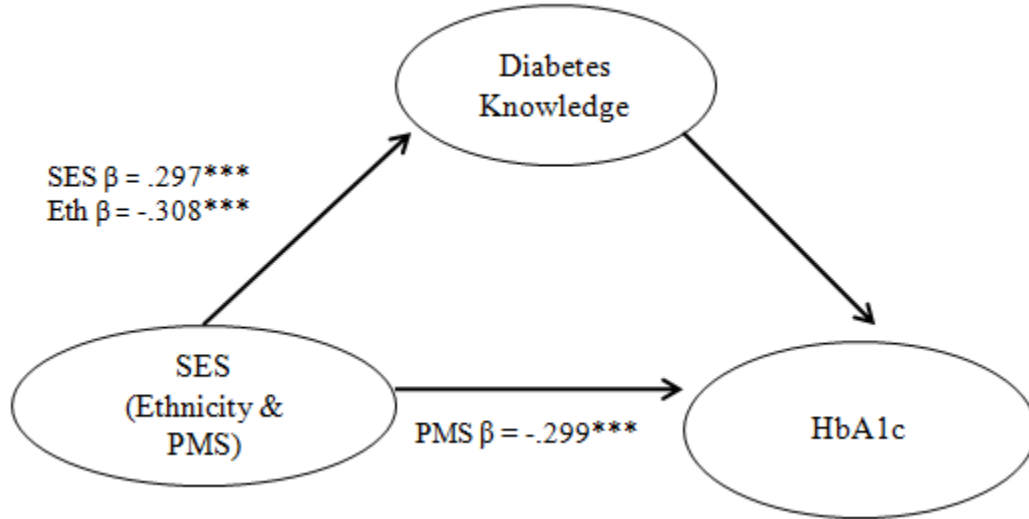 Diabetes
Knowledge
SES β = .297***
Eth β = -.308***
SES
(Ethnicity &
PMS)
PMS β = -.299***
HbA1c